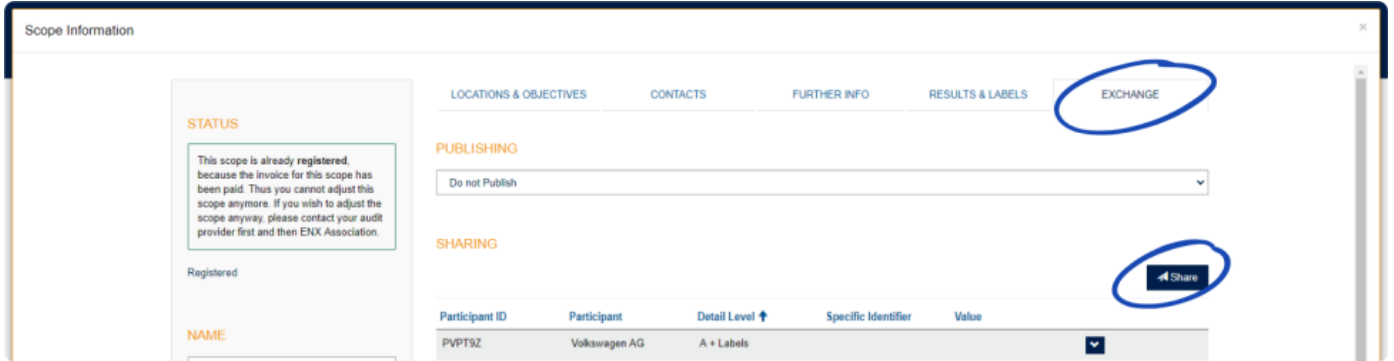 Scope Information
×
LOCATIONS & OBJECTIVES CONTACTS FURTHER INFO RESULTS & LABELS EXCHANGE
STATUS
This scope is already registered,
because the invoice for this scope has
been paid. Thus you cannot adjust this
scope anymore. If you wish to adjust the
scope anyway, please contact your audit
provider first and then ENX Association.
Registered
NAME
PUBLISHING
Do not Publish
SHARING
Share
Participant ID Participant Detail Level Specific Identifier Value
PVPT9Z Volkswagen AG A + Labels